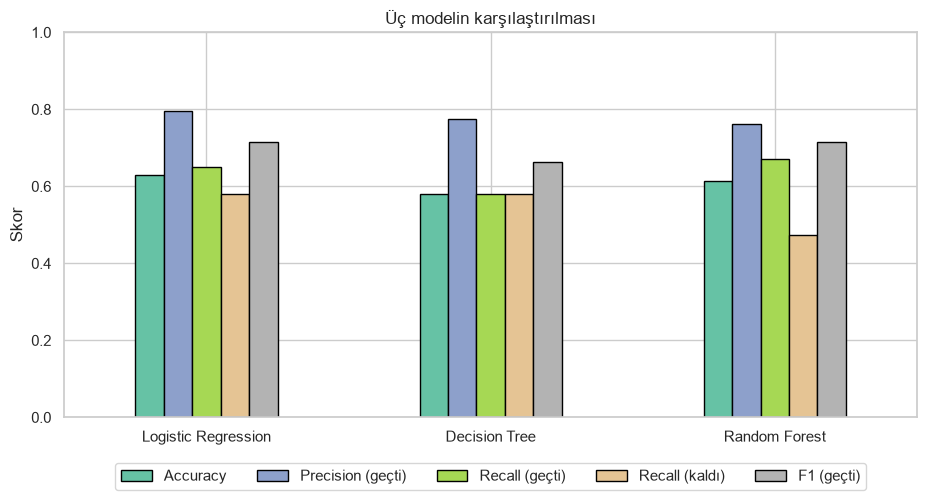 Üç modelin karşılaştırılması
1.0
0.8
0.6
0.4
0.2
0.0
Skor
Logistic Regression
Decision Tree
Random Forest
Accuracy
Precision (geçti)
Recall (geçti)
Recall (kaldı)
F1 (geçti)